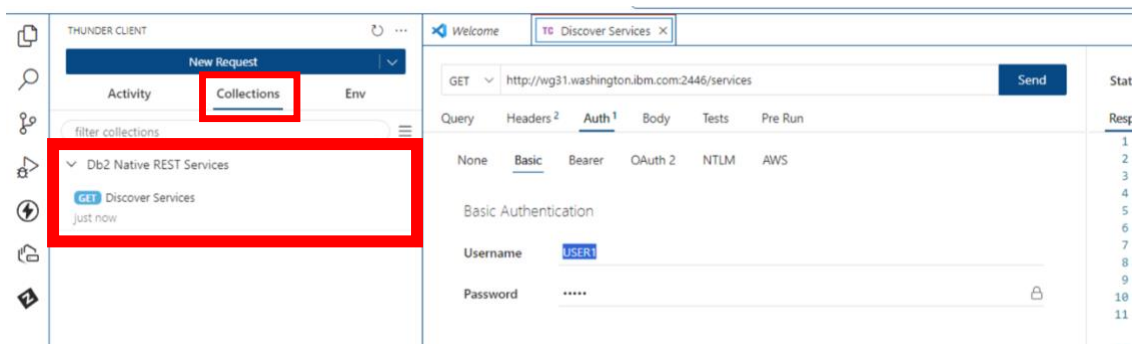 THUNDER CLIENT
New Request
Activity Collections Env
filter collections
Db2 Native REST Services
GET Discover Services
just now
Welcome TC Discover Services
GET http://wg31.washington.ibm.com:2446/services Send
Query Headers 2 Auth 1 Body Tests Pre Run
None Basic Bearer OAuth 2 NTLM AWS
Basic Authentication
Username USER1
Password •••••
Stat
Resp
1
2
3
4
5
6
7
8
9
10
11